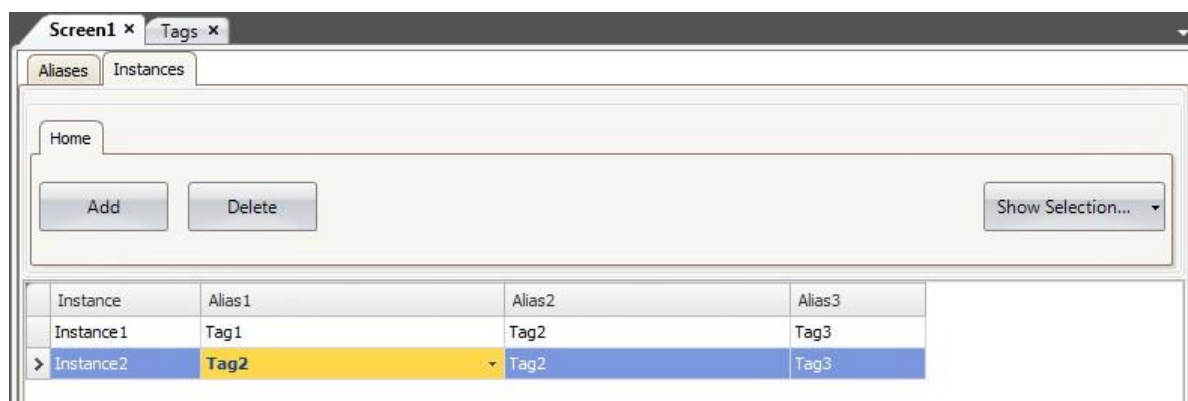 Screen1 × Tags ×
Aliases Instances
Home
Add Delete Show Selection...
Instance Alias1 Alias2 Alias3
Instance1 Tag1 Tag2 Tag3
Instance2 Tag2 Tag2 Tag3